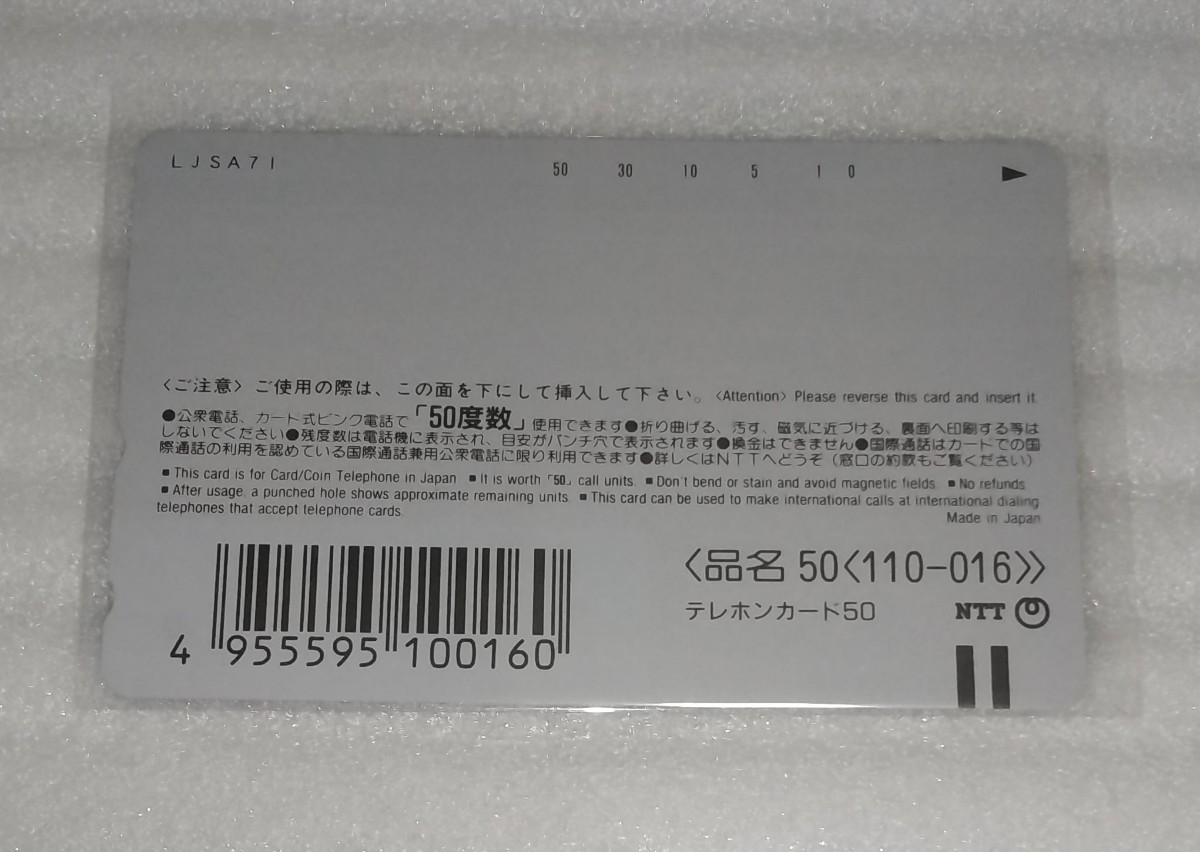 LJSA71 50 30 10 5 1 0
〈ご注意〉ご使用の際は、この面を下にして挿入して下さい。〈Attention〉Please reverse this card and insert it.
●公衆電話、カード式ピンク電話で「50度数」使用できます●折り曲げる、汚す、磁気に近づける、裏面へ印刷する等は
しないでください●残度数は電話機に表示され、目安がパンチ穴で表示されます●換金はできません●国際通話はカードでの国
際通話の利用を認めている国際通話兼用公衆電話に限り利用できます●詳しくはNTTへどうぞ（窓口の約款もご覧ください）
■This card is for Card/Coin Telephone in Japan. ■It is worth「50」call units. ■Don't bend or stain and avoid magnetic fields. ■No refunds.
■After usage, a punched hole shows approximate remaining units. ■This card can be used to make international calls at international dialing
telephones that accept telephone cards.
Made in Japan
〈品名 50〈110-016〉〉
テレホンカード50 NTT
4 955595 100160